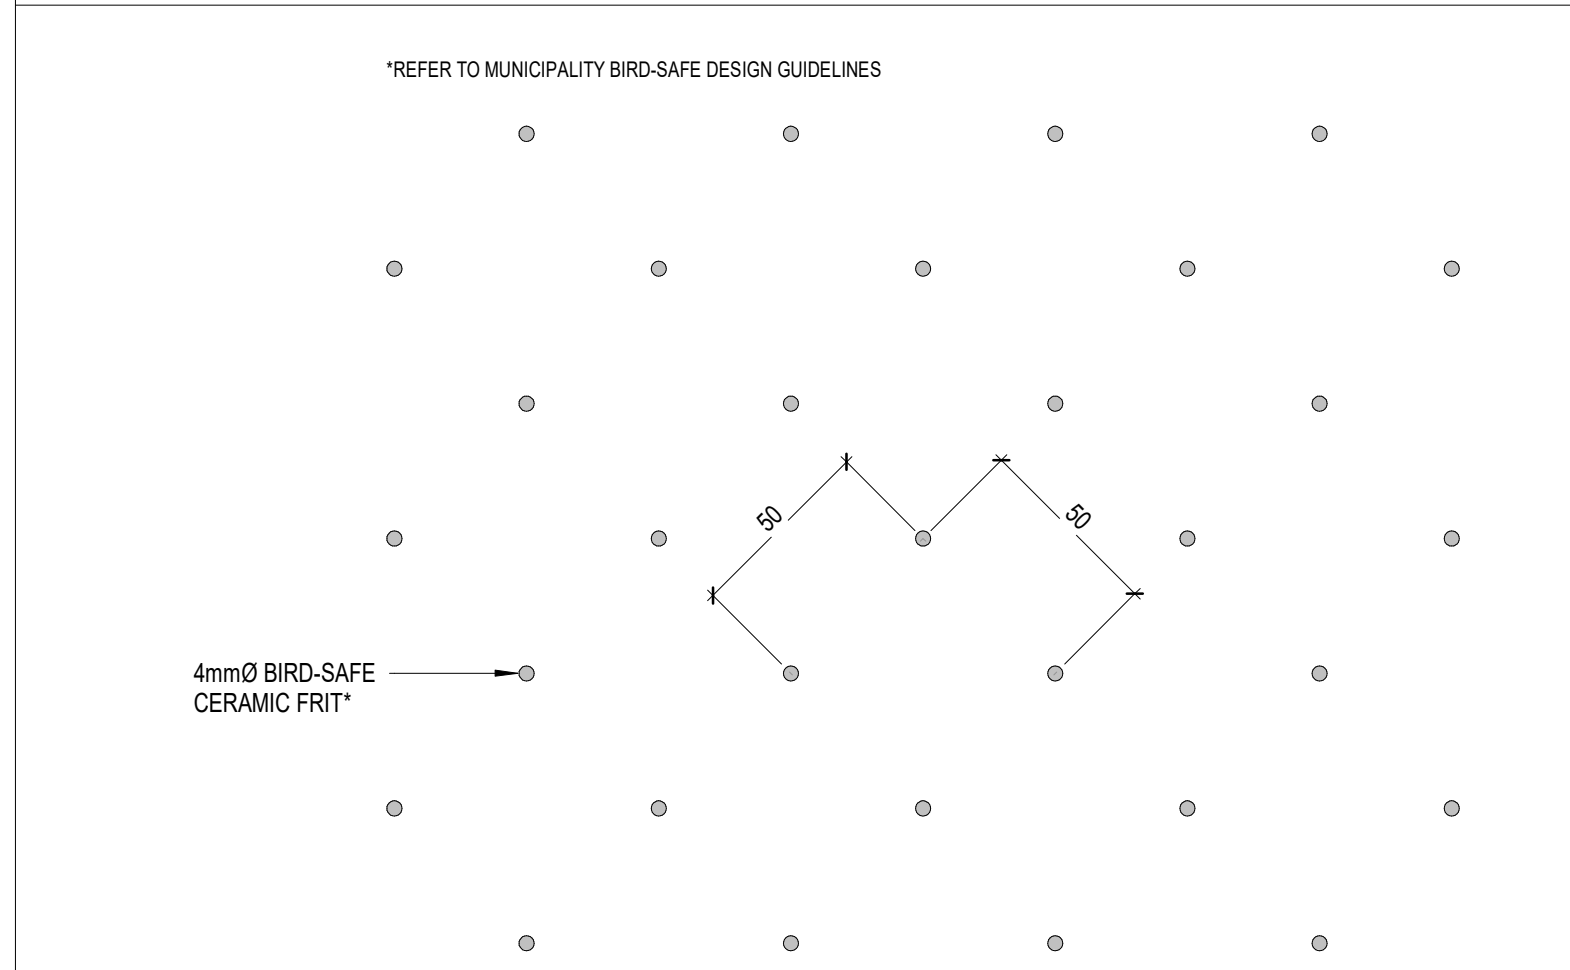 *REFER TO MUNICIPALITY BIRD-SAFE DESIGN GUIDELINES
50
50
4mmØ BIRD-SAFE
CERAMIC FRIT*